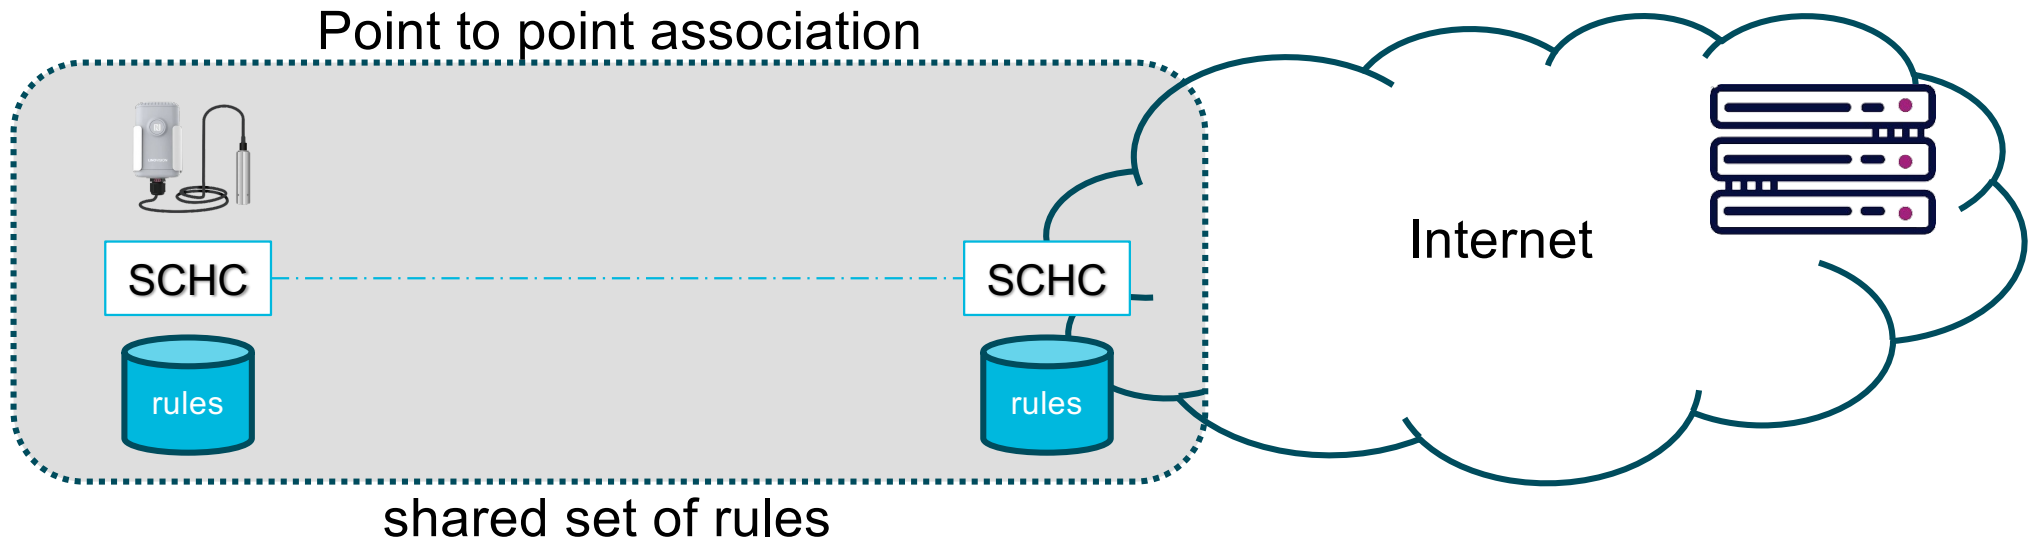 Point to point association
SCHC
SCHC
Internet
rules
rules
shared set of rules